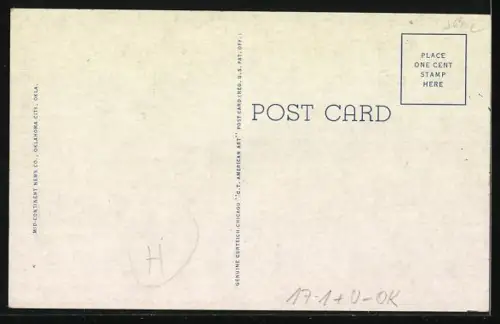 MID-CONTINENT NEWS CO., OKLAHOMA CITY, OKLA.
GENUINE CURTEICH-CHICAGO "C.T. AMERICAN ART" POST CARD (REG. U.S. PAT. OFF.)
POST CARD
PLACE
ONE CENT
STAMP
HERE
H
17-1+U-OK